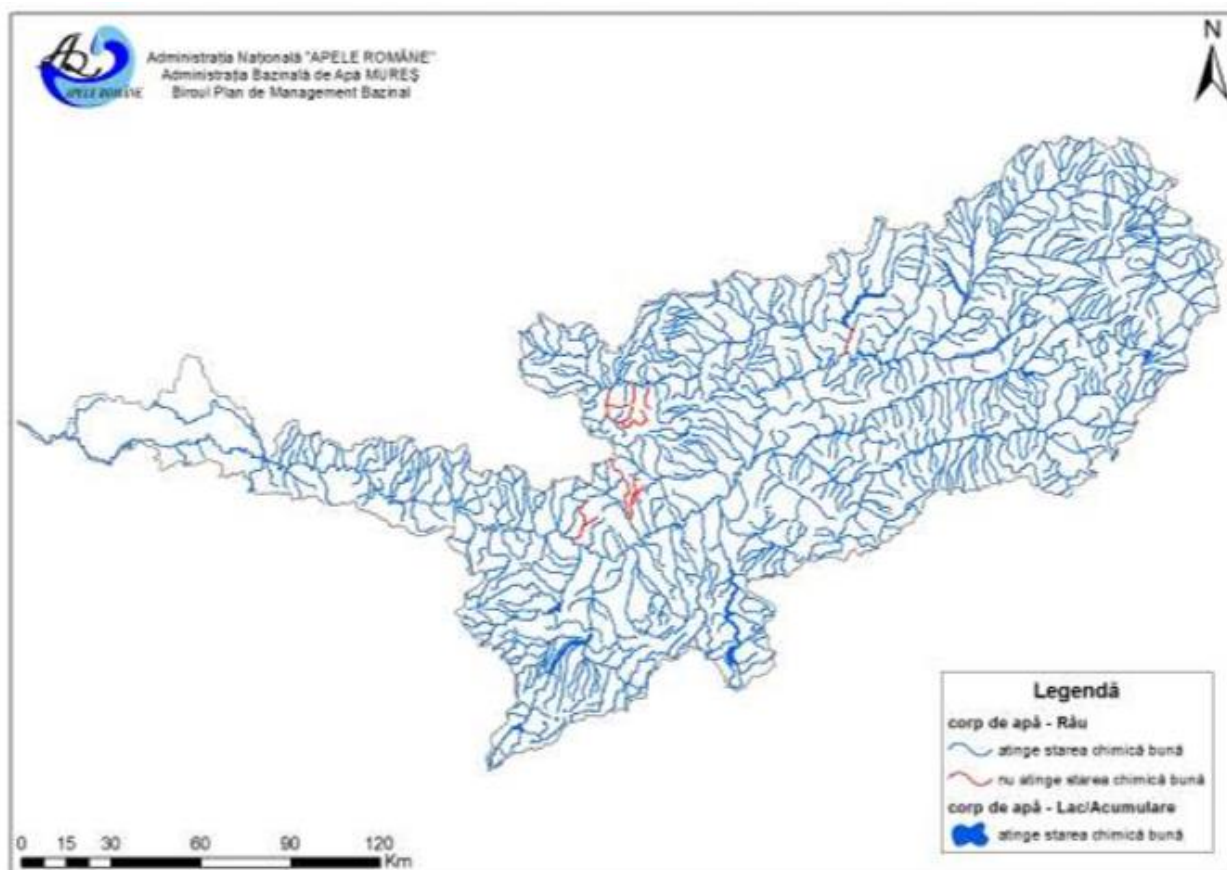 Administrația Națională "APELE ROMÂNE"
Administrația Bazinală de Apă MUREȘ
Biroul Plan de Management Bazinal
APELE ROMÂNE
N
Legendă
corp de apă - Râu
atinge starea chimică bună
nu atinge starea chimică bună
corp de apă - Lac/Acumulare
atinge starea chimică bună
0 15 30 60 90 120
Km